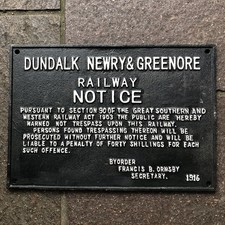 DUNDALK NEWRY & GREENORE
RAILWAY
NOTICE
PURSUANT TO SECTION 90 OF THE GREAT SOUTHERN AND
WESTERN RAILWAY ACT 1903 THE PUBLIC ARE HEREBY
WARNED NOT TRESPASS UPON THIS RAILWAY.
PERSONS FOUND TRESPASSING THEREON WILL BE
PROSECUTED WITHOUT FURTHER NOTICE AND WILL BE
LIABLE TO A PENALTY OF FORTY SHILLINGS FOR EACH
SUCH OFFENCE.
BY ORDER
FRANCIS B. ORMSBY
SECRETARY. 1916